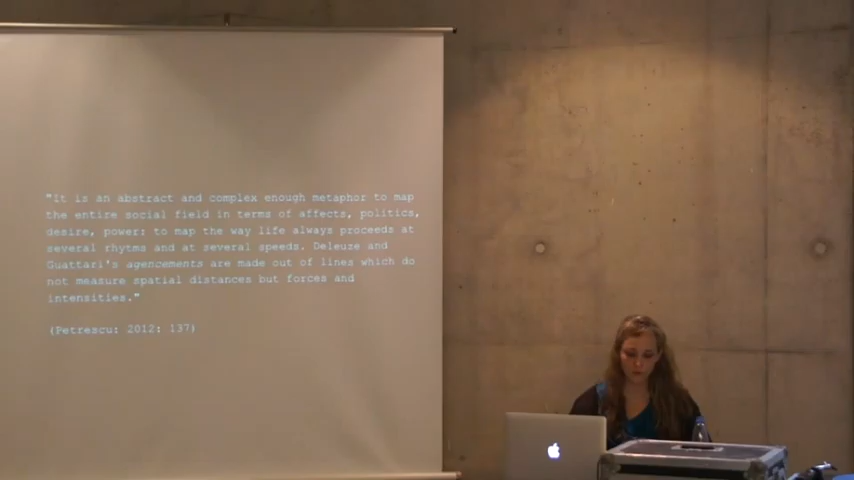 "It is an abstract and complex enough metaphor to map
the entire social field in terms of affects, politics,
desire, power: to map the way life always proceeds at
several rhytms and at several speeds. Deleuze and
Guattari's agencements are made out of lines which do
not measure spatial distances but forces and
intensities."
(Petrescu: 2012: 137)